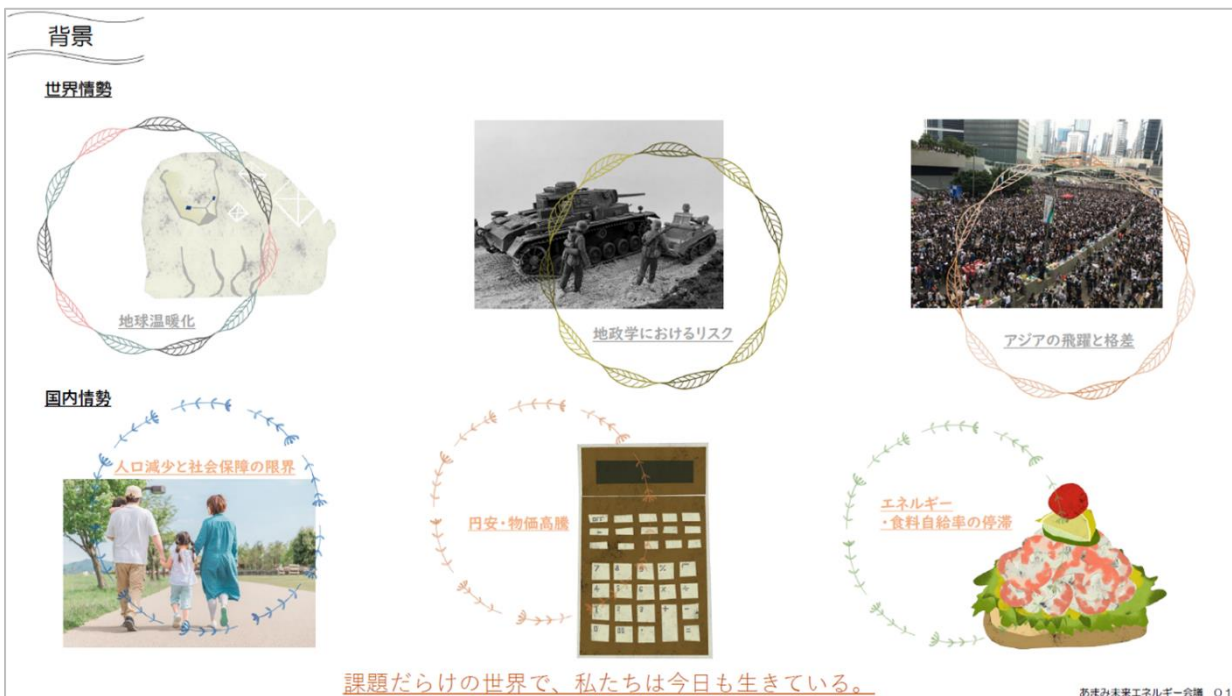 背景
世界情勢
地球温暖化
地政学におけるリスク
アジアの飛躍と格差
国内情勢
人口減少と社会保障の限界
円安・物価高騰
エネルギー
・食料自給率の停滞
課題だらけの世界で、私たちは今日も生きている。
あまみ未来エネルギー会議